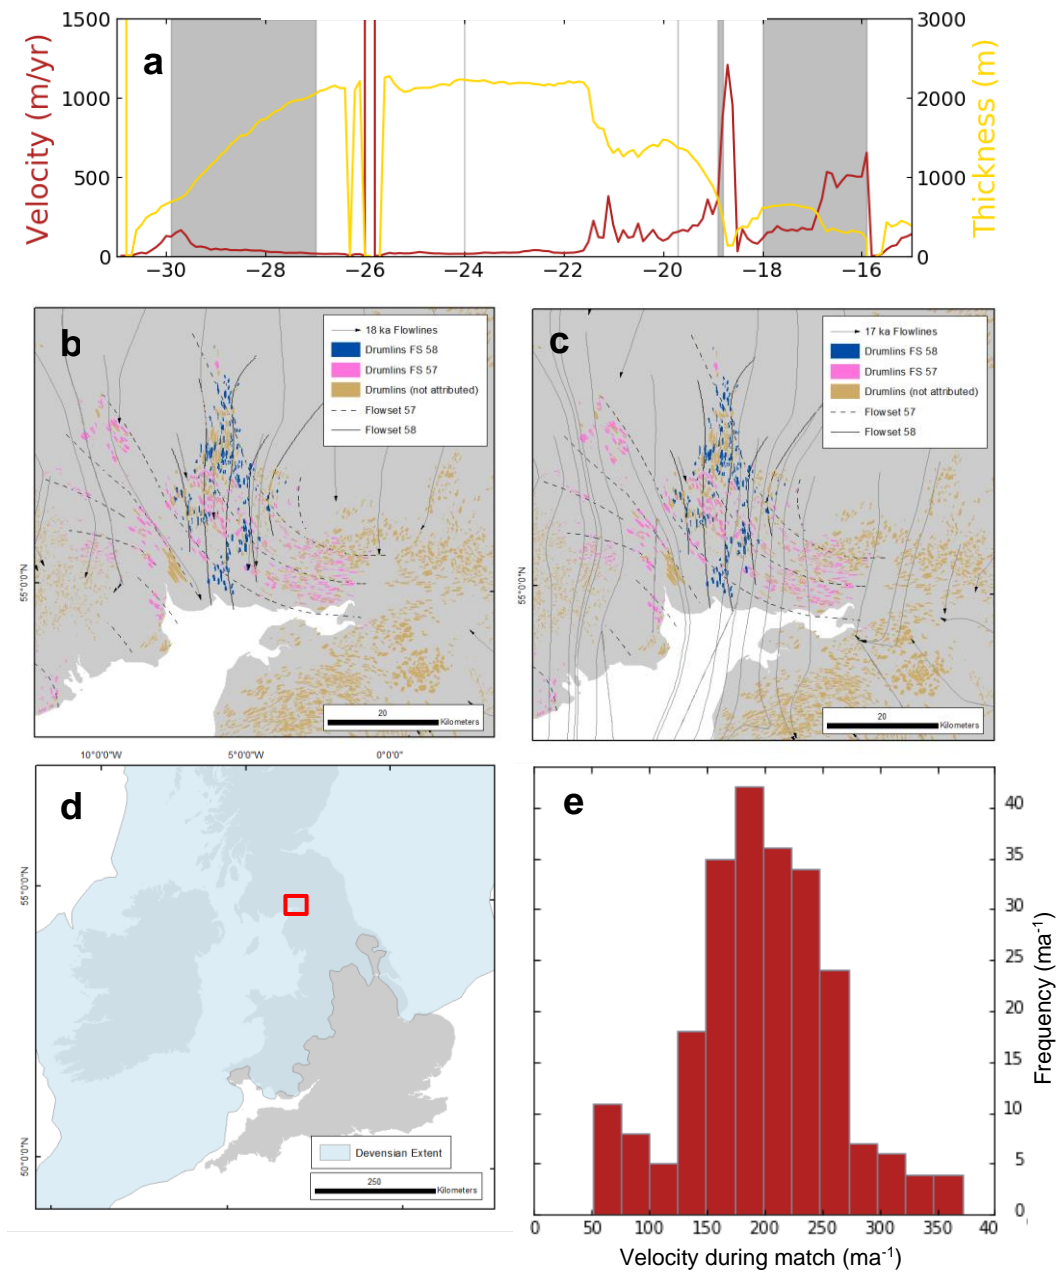 1500
1000
500
0
Velocity (m/yr)
a
3000
2000
1000
0
Thickness (m)
−30
−28
−26
−24
−22
−20
−18
−16
b
18 ka Flowlines
Drumlins FS 58
Drumlins FS 57
Drumlins (not attributed)
Flowset 57
Flowset 58
55°0'0"N
20
Kilometers
c
17 ka Flowlines
Drumlins FS 58
Drumlins FS 57
Drumlins (not attributed)
Flowset 57
Flowset 58
55°0'0"N
20
Kilometers
10°0'0"W
5°0'0"W
0°0'0"
d
55°0'0"N
50°0'0"N
Devensian Extent
250
Kilometers
e
40
35
30
25
20
15
10
5
0
Frequency (ma-1)
0
50
100
150
200
250
300
350
40
Velocity during match (ma-1)